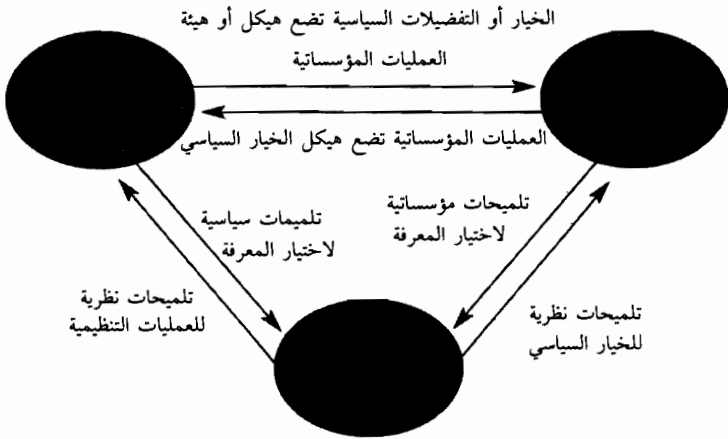 الخيار أو التفضيلات السياسية تضع هيكل أو هيئة
العمليات المؤسساتية
العمليات المؤسساتية تضع هيكل الخيار السياسي
تلميحات مؤسساتية
لاختيار المعرفة
تلميمات سياسية
لاختيار المعرفة
تلميحات نظرية
للخيار السياسي
تلميحات نظرية
للعمليات التنظيمية